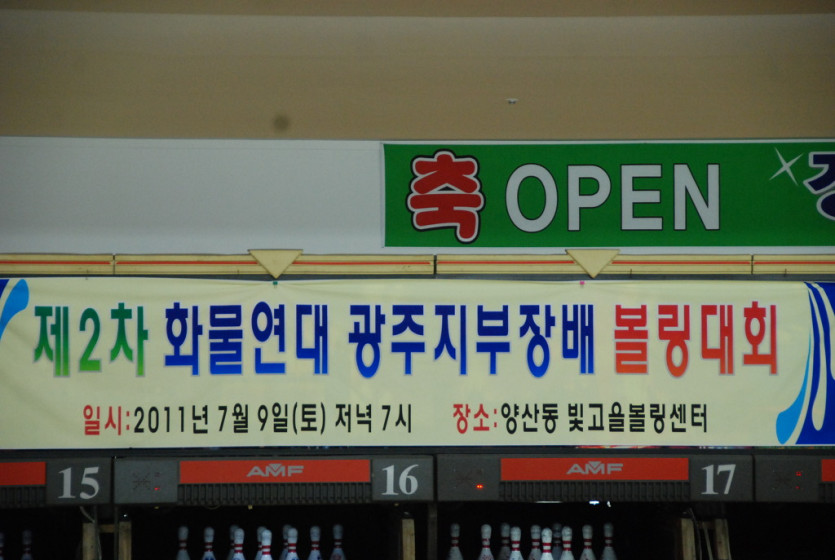 축 OPEN
제2차 화물연대 광주지부장배 볼링대회
일시:2011년 7월 9일(토) 저녁 7시 장소:양산동 빛고을볼링센터
15 AMF 16 AMF 17